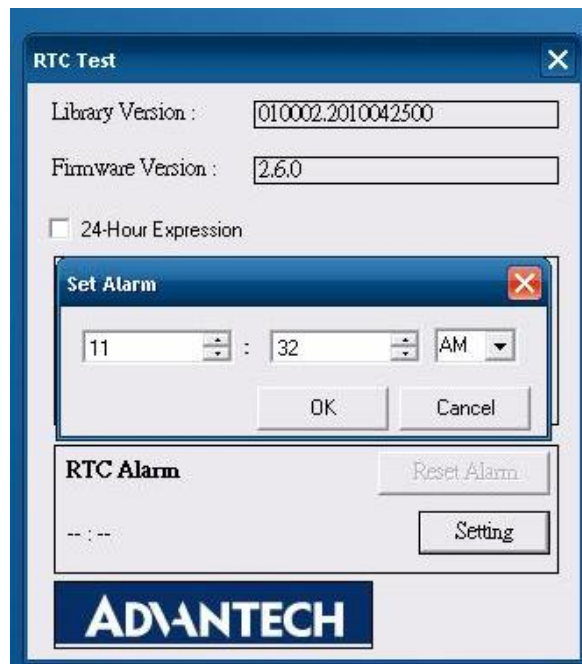 RTC Test
Library Version : 010002.2010042500
Firmware Version : 2.6.0
24-Hour Expression
Set Alarm
11 : 32 AM
OK Cancel
RTC Alarm Reset Alarm
-- : -- Setting
ADVANTECH